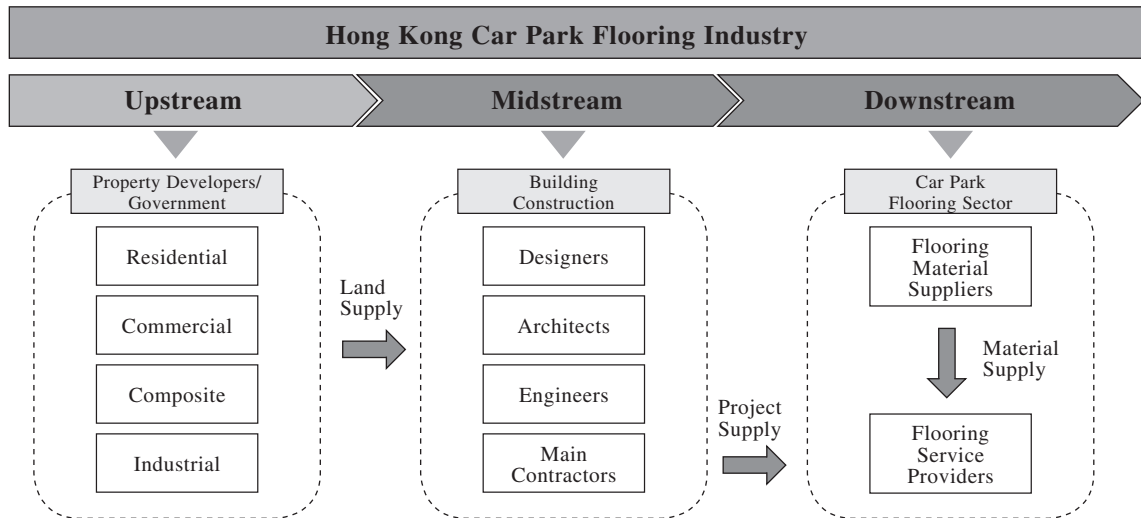 Hong Kong Car Park Flooring Industry
Upstream
Midstream
Downstream
Property Developers/
Government
Residential
Commercial
Composite
Industrial
Land
Supply
Building
Construction
Designers
Architects
Engineers
Main
Contractors
Project
Supply
Car Park
Flooring Sector
Flooring
Material
Suppliers
Material
Supply
Flooring
Service
Providers